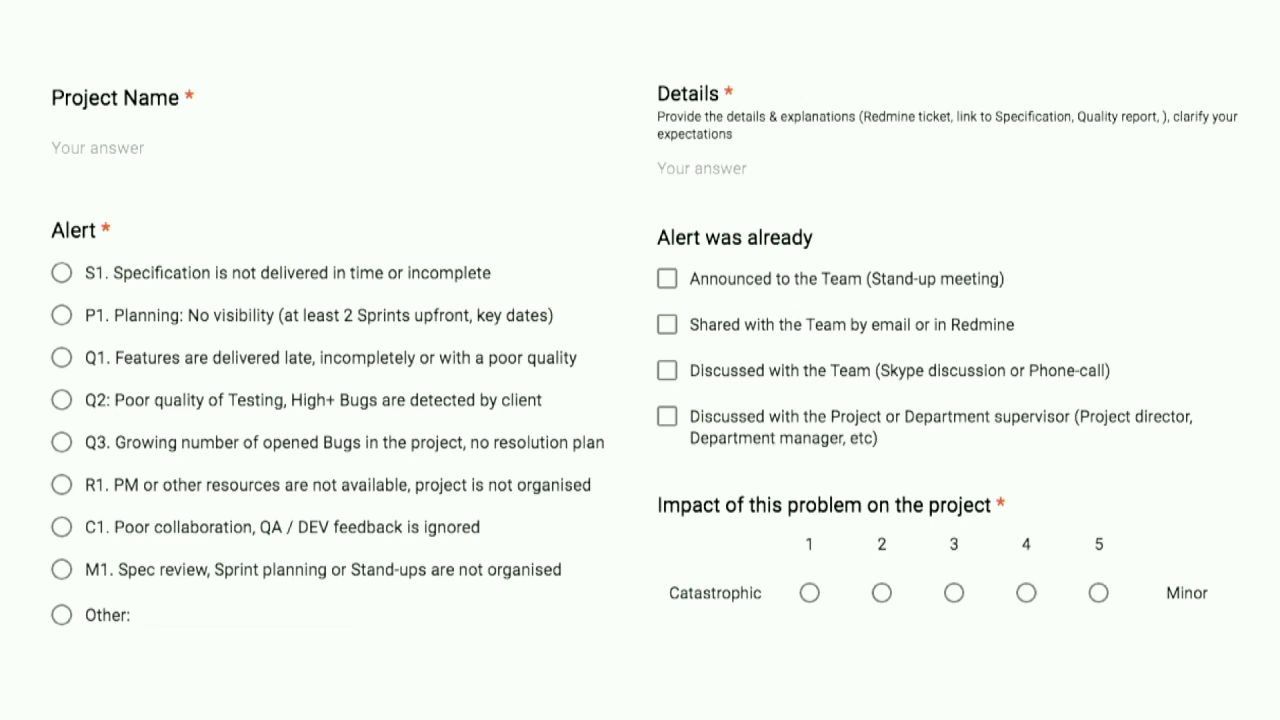 Project Name *
Your answer
Alert *
S1. Specification is not delivered in time or incomplete
P1. Planning: No visibility (at least 2 Sprints upfront, key dates)
Q1. Features are delivered late, incompletely or with a poor quality
Q2: Poor quality of Testing, High+ Bugs are detected by client
Q3. Growing number of opened Bugs in the project, no resolution plan
R1. PM or other resources are not available, project is not organised
C1. Poor collaboration, QA / DEV feedback is ignored
M1. Spec review, Sprint planning or Stand-ups are not organised
Other:
Details *
Provide the details & explanations (Redmine ticket, link to Specification, Quality report, ), clarify your
expectations
Your answer
Alert was already
Announced to the Team (Stand-up meeting)
Shared with the Team by email or in Redmine
Discussed with the Team (Skype discussion or Phone-call)
Discussed with the Project or Department supervisor (Project director,
Department manager, etc)
Impact of this problem on the project *
1 2 3 4 5
Catastrophic Minor